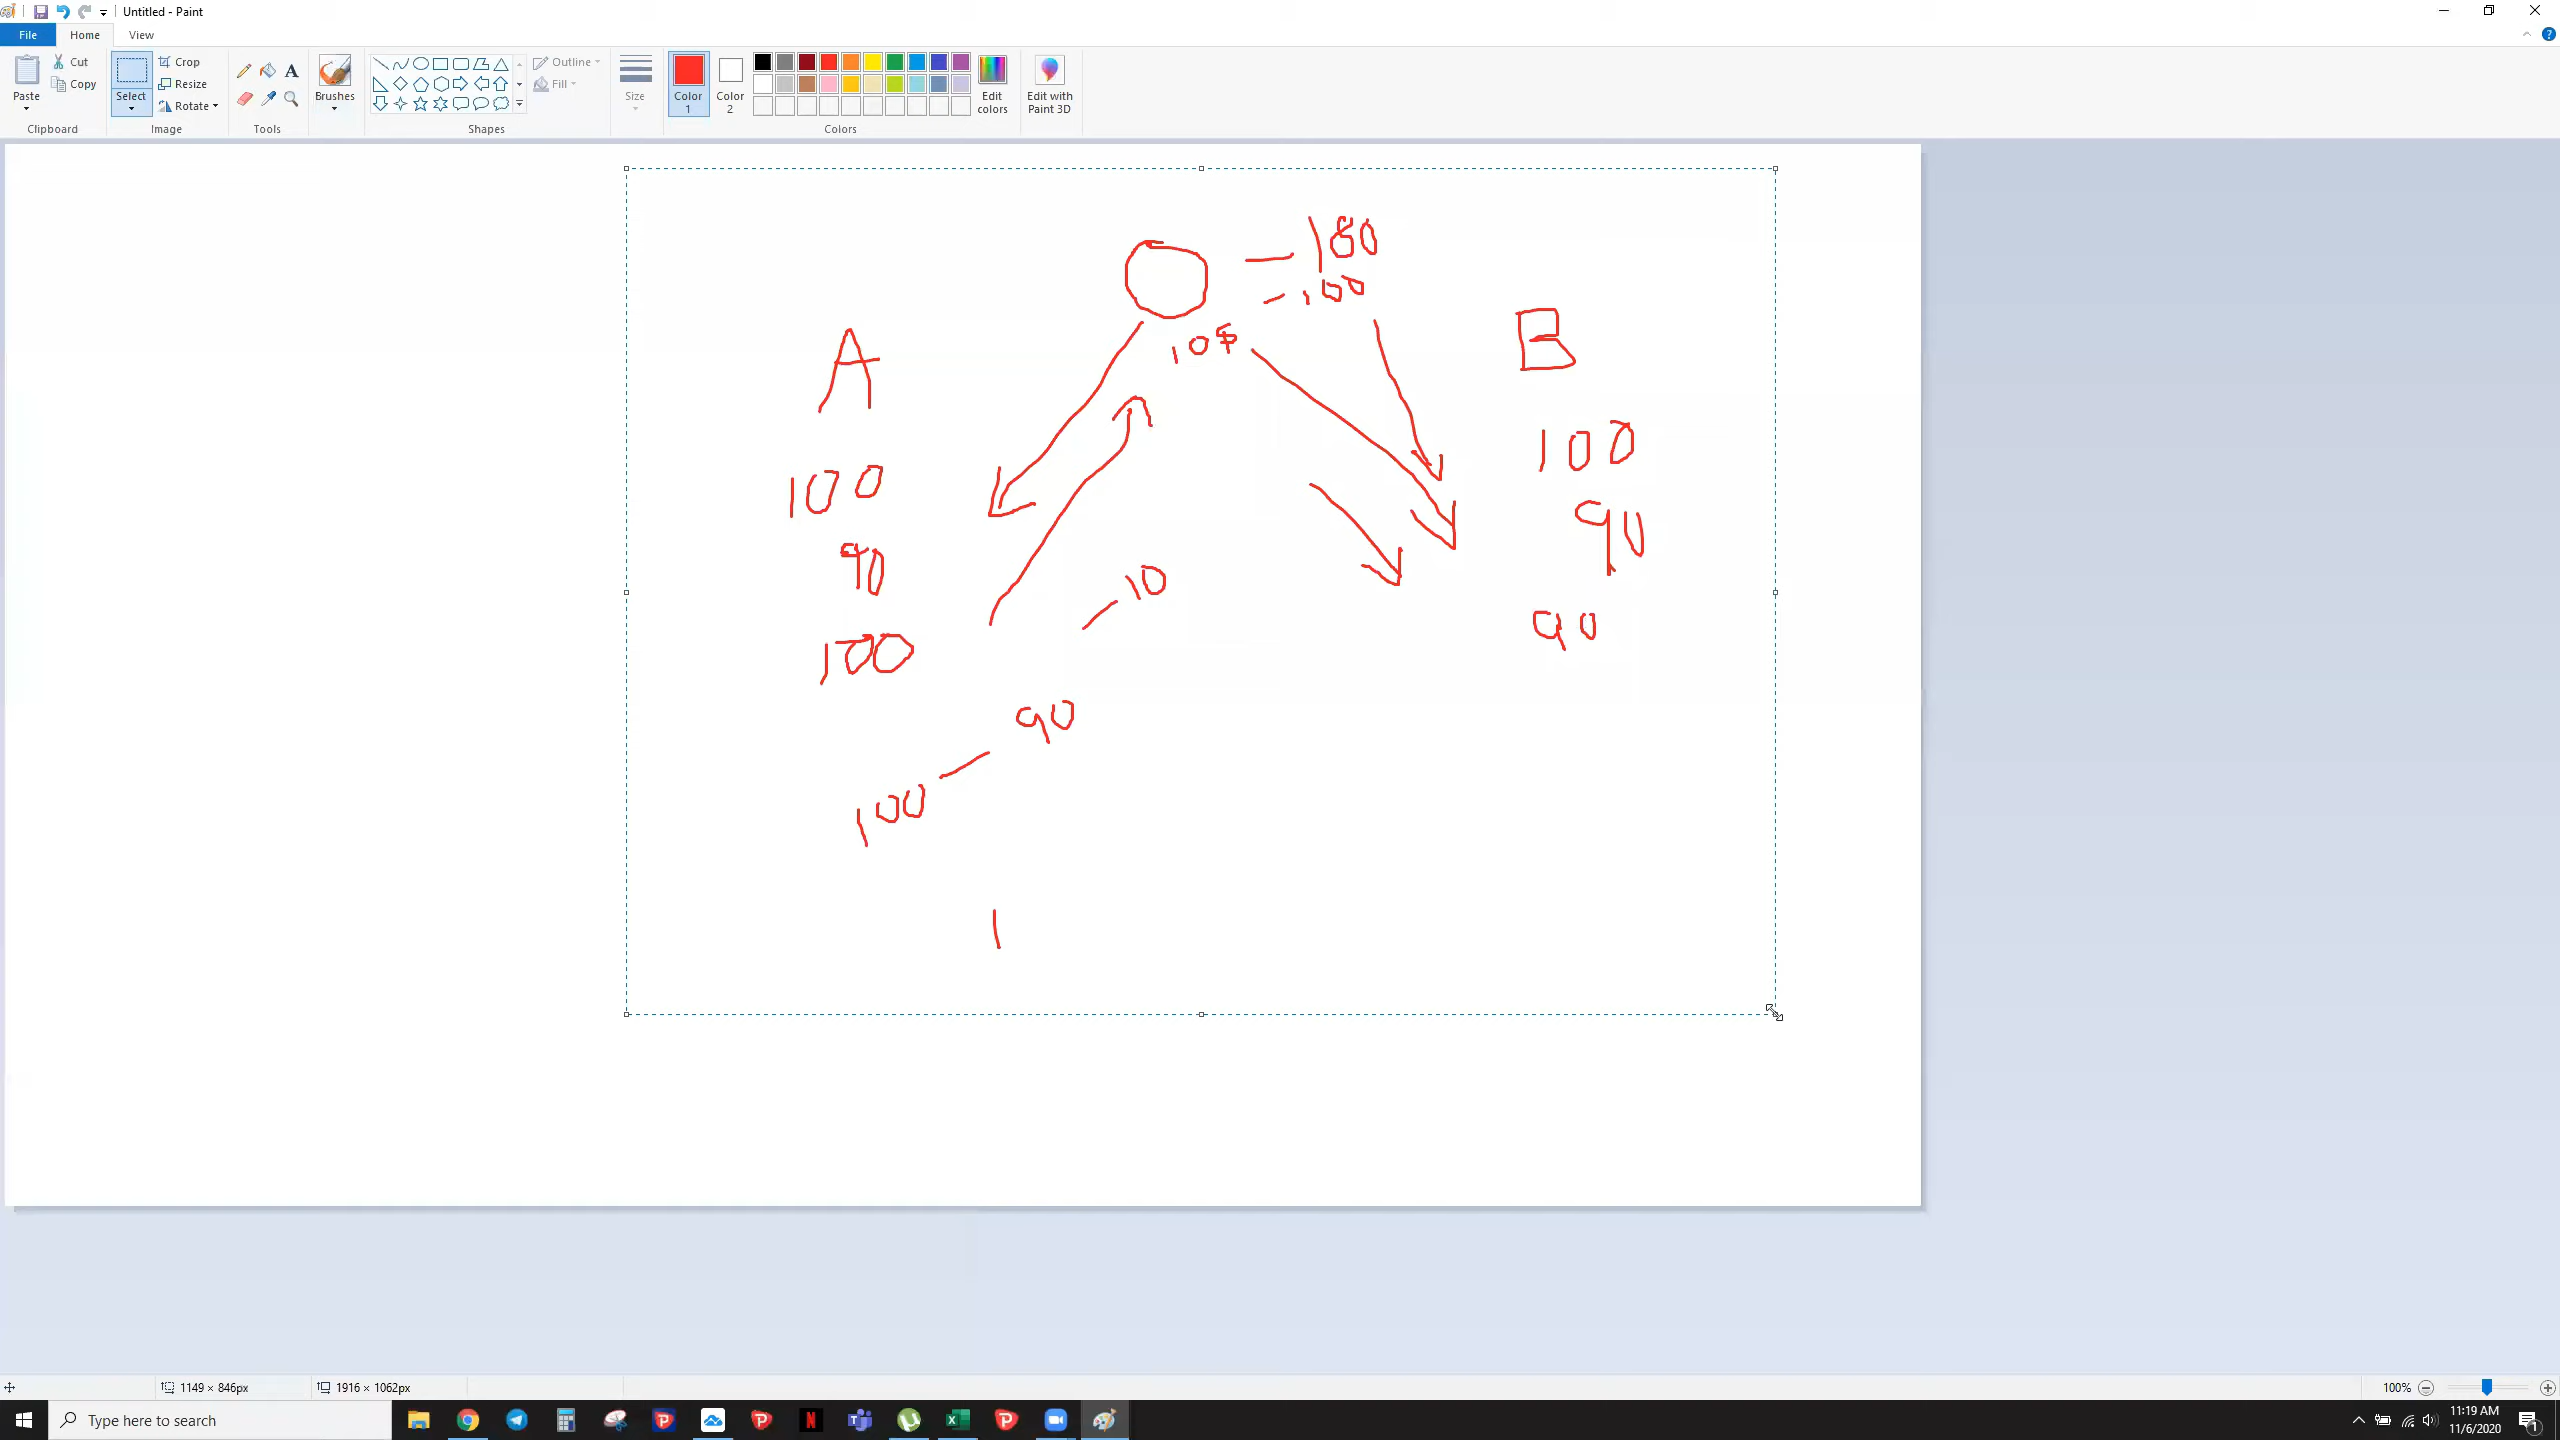 Untitled - Paint
File Home View
Paste
Cut
Copy
Clipboard
Select
Crop
Resize
Rotate
Image
Tools
Brushes
Shapes
Outline
Fill
Size
Color 1
Color 2
Colors
Edit colors
Edit with Paint 3D
— 180
- 100
10$
A
B
100
100
90
90
- 10
90
100
90
100 —
1
1149 × 846px
1916 × 1062px
100%
Type here to search
11:19 AM
11/6/2020